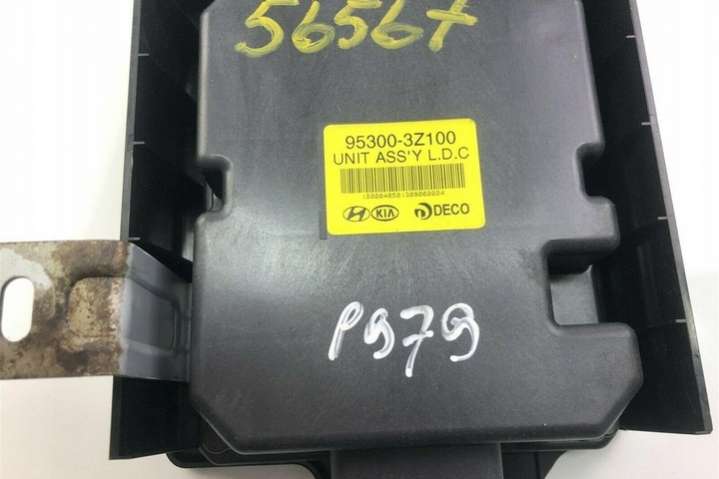 56567
95300-3Z100
UNIT ASS'Y L.D.C
KIA DECO
P979